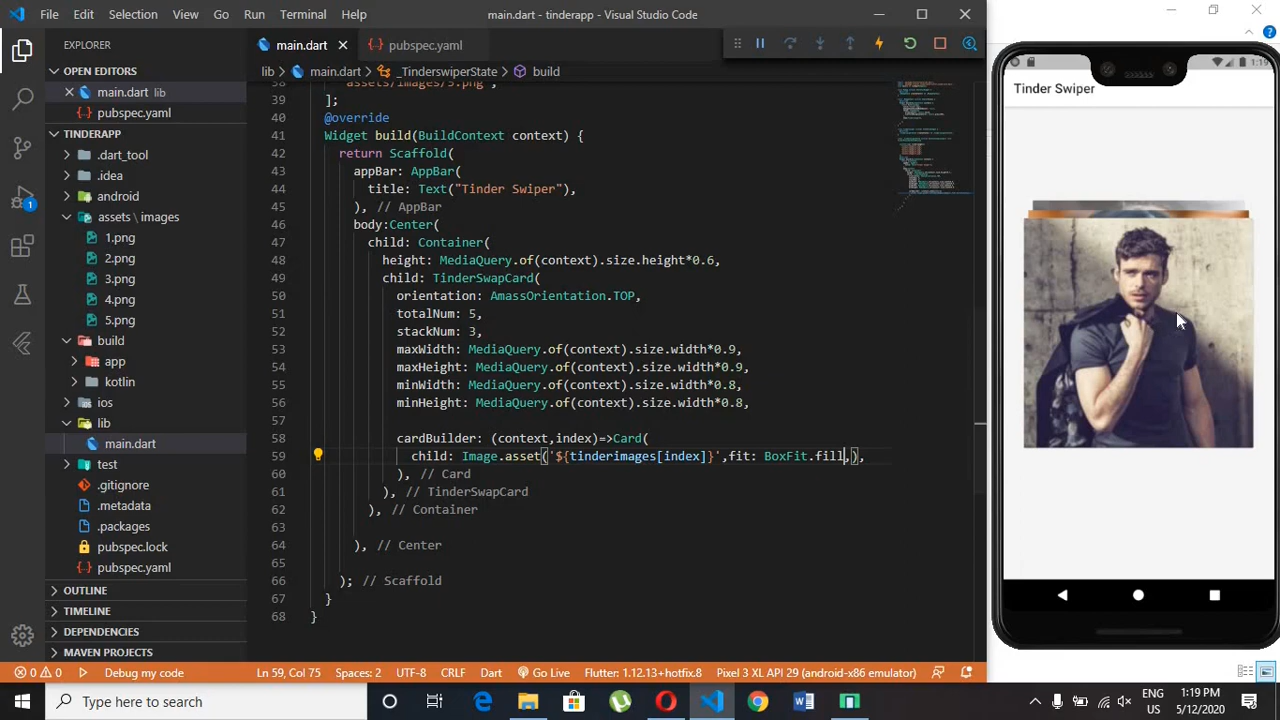 File Edit Selection View Go Run Terminal Help main.dart - tinderapp - Visual Studio Code
EXPLORER
OPEN EDITORS
main.dart lib
pubspec.yaml
TINDERAPP
.dart_tool
.idea
android
assets \ images
1.png
2.png
3.png
4.png
5.png
build
app
kotlin
ios
lib
main.dart
test
.gitignore
.metadata
.packages
pubspec.lock
pubspec.yaml
OUTLINE
TIMELINE
DEPENDENCIES
MAVEN PROJECTS
1
main.dart pubspec.yaml
lib > main.dart > _TinderswiperState > build
38 'assets/images/5.png',
39 ];
40 @override
41 Widget build(BuildContext context) {
42 return Scaffold(
43 appBar: AppBar(
44 title: Text("Tinder Swiper"),
45 ), // AppBar
46 body:Center(
47 child: Container(
48 height: MediaQuery.of(context).size.height*0.6,
49 child: TinderSwapCard(
50 orientation: AmassOrientation.TOP,
51 totalNum: 5,
52 stackNum: 3,
53 maxWidth: MediaQuery.of(context).size.width*0.9,
54 maxHeight: MediaQuery.of(context).size.width*0.9,
55 minWidth: MediaQuery.of(context).size.width*0.8,
56 minHeight: MediaQuery.of(context).size.width*0.8,
57
58 cardBuilder: (context,index)=>Card(
59 child: Image.asset('${tinderimages[index]}',fit: BoxFit.fill,),
60 ), // Card
61 ), // TinderSwapCard
62 ), // Container
63
64 ), // Center
65
66 ); // Scaffold
67 }
68 }
1:19
Tinder Swiper
0 0 Debug my code Ln 59, Col 75 Spaces: 2 UTF-8 CRLF Dart Go Live Flutter: 1.12.13+hotfix.8 Pixel 3 XL API 29 (android-x86 emulator)
Type here to search
ENG
US
1:19 PM
5/12/2020